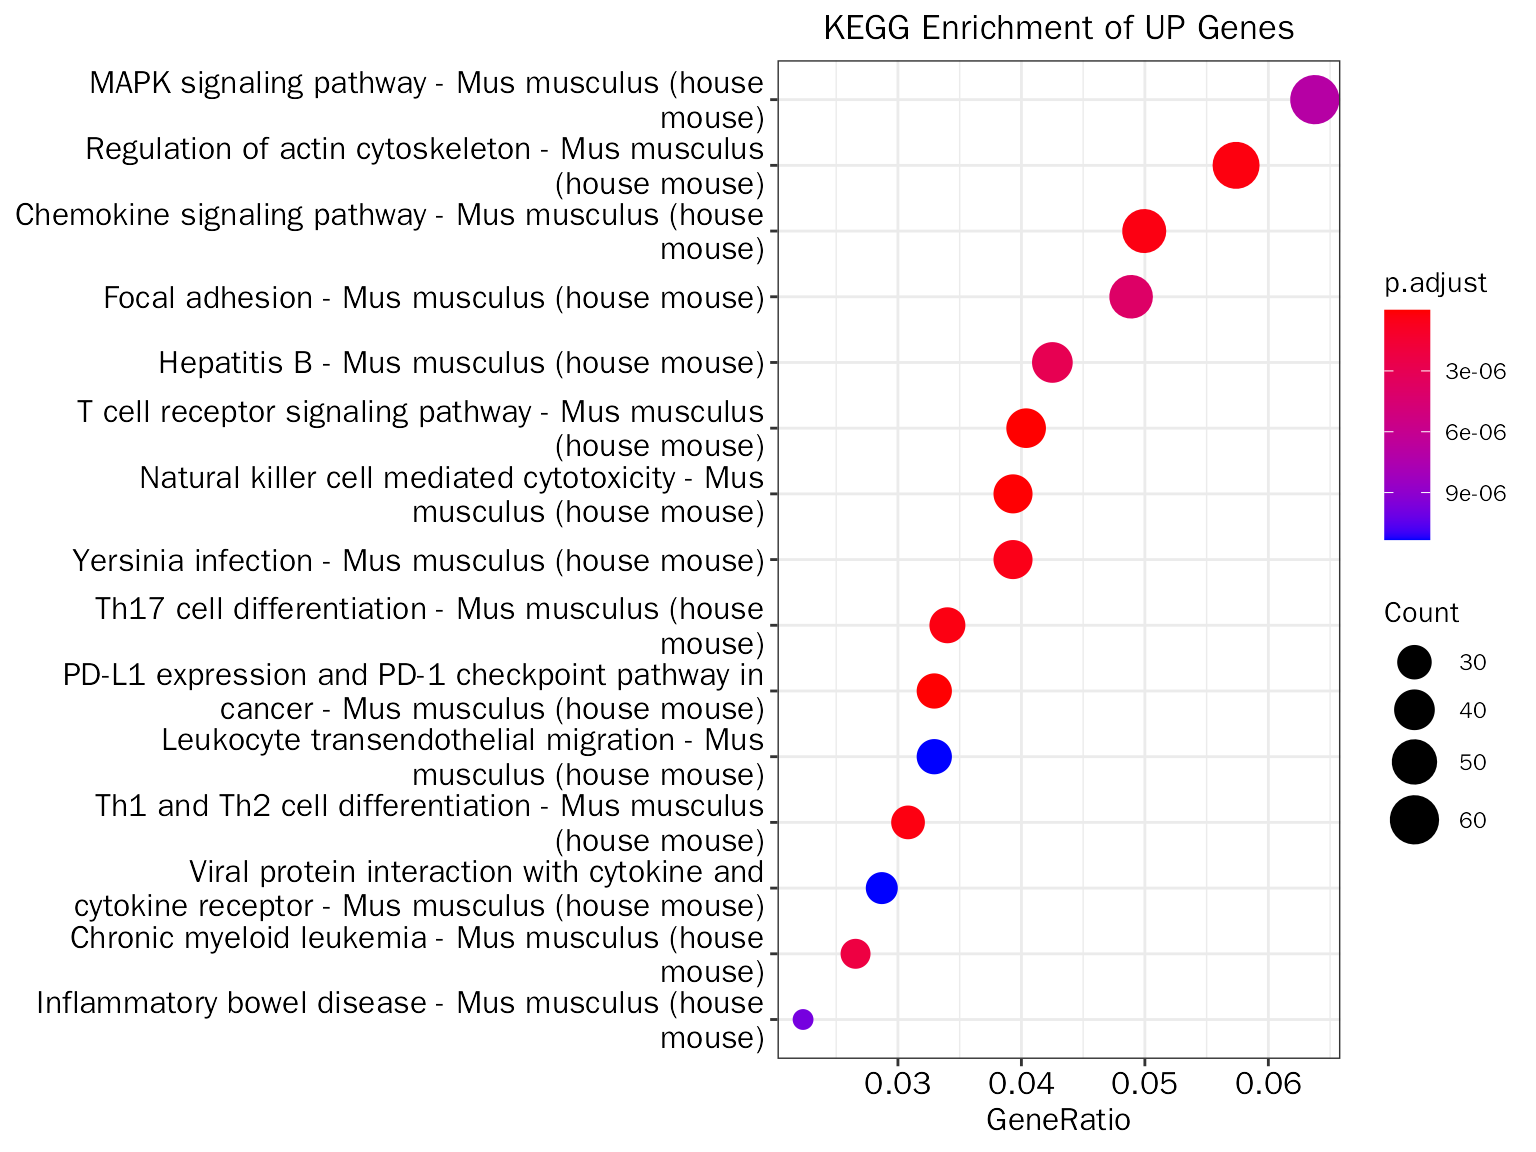 KEGG Enrichment of UP Genes
MAPK signaling pathway - Mus musculus (house
mouse)
Regulation of actin cytoskeleton - Mus musculus
(house mouse)
Chemokine signaling pathway - Mus musculus (house
mouse)
Focal adhesion - Mus musculus (house mouse)
Hepatitis B - Mus musculus (house mouse)
T cell receptor signaling pathway - Mus musculus
(house mouse)
Natural killer cell mediated cytotoxicity - Mus
musculus (house mouse)
Yersinia infection - Mus musculus (house mouse)
Th17 cell differentiation - Mus musculus (house
mouse)
PD-L1 expression and PD-1 checkpoint pathway in
cancer - Mus musculus (house mouse)
Leukocyte transendothelial migration - Mus
musculus (house mouse)
Th1 and Th2 cell differentiation - Mus musculus
(house mouse)
Viral protein interaction with cytokine and
cytokine receptor - Mus musculus (house mouse)
Chronic myeloid leukemia - Mus musculus (house
mouse)
Inflammatory bowel disease - Mus musculus (house
mouse)
0.03 0.04 0.05 0.06
GeneRatio
p.adjust
3e-06
6e-06
9e-06
Count
30
40
50
60